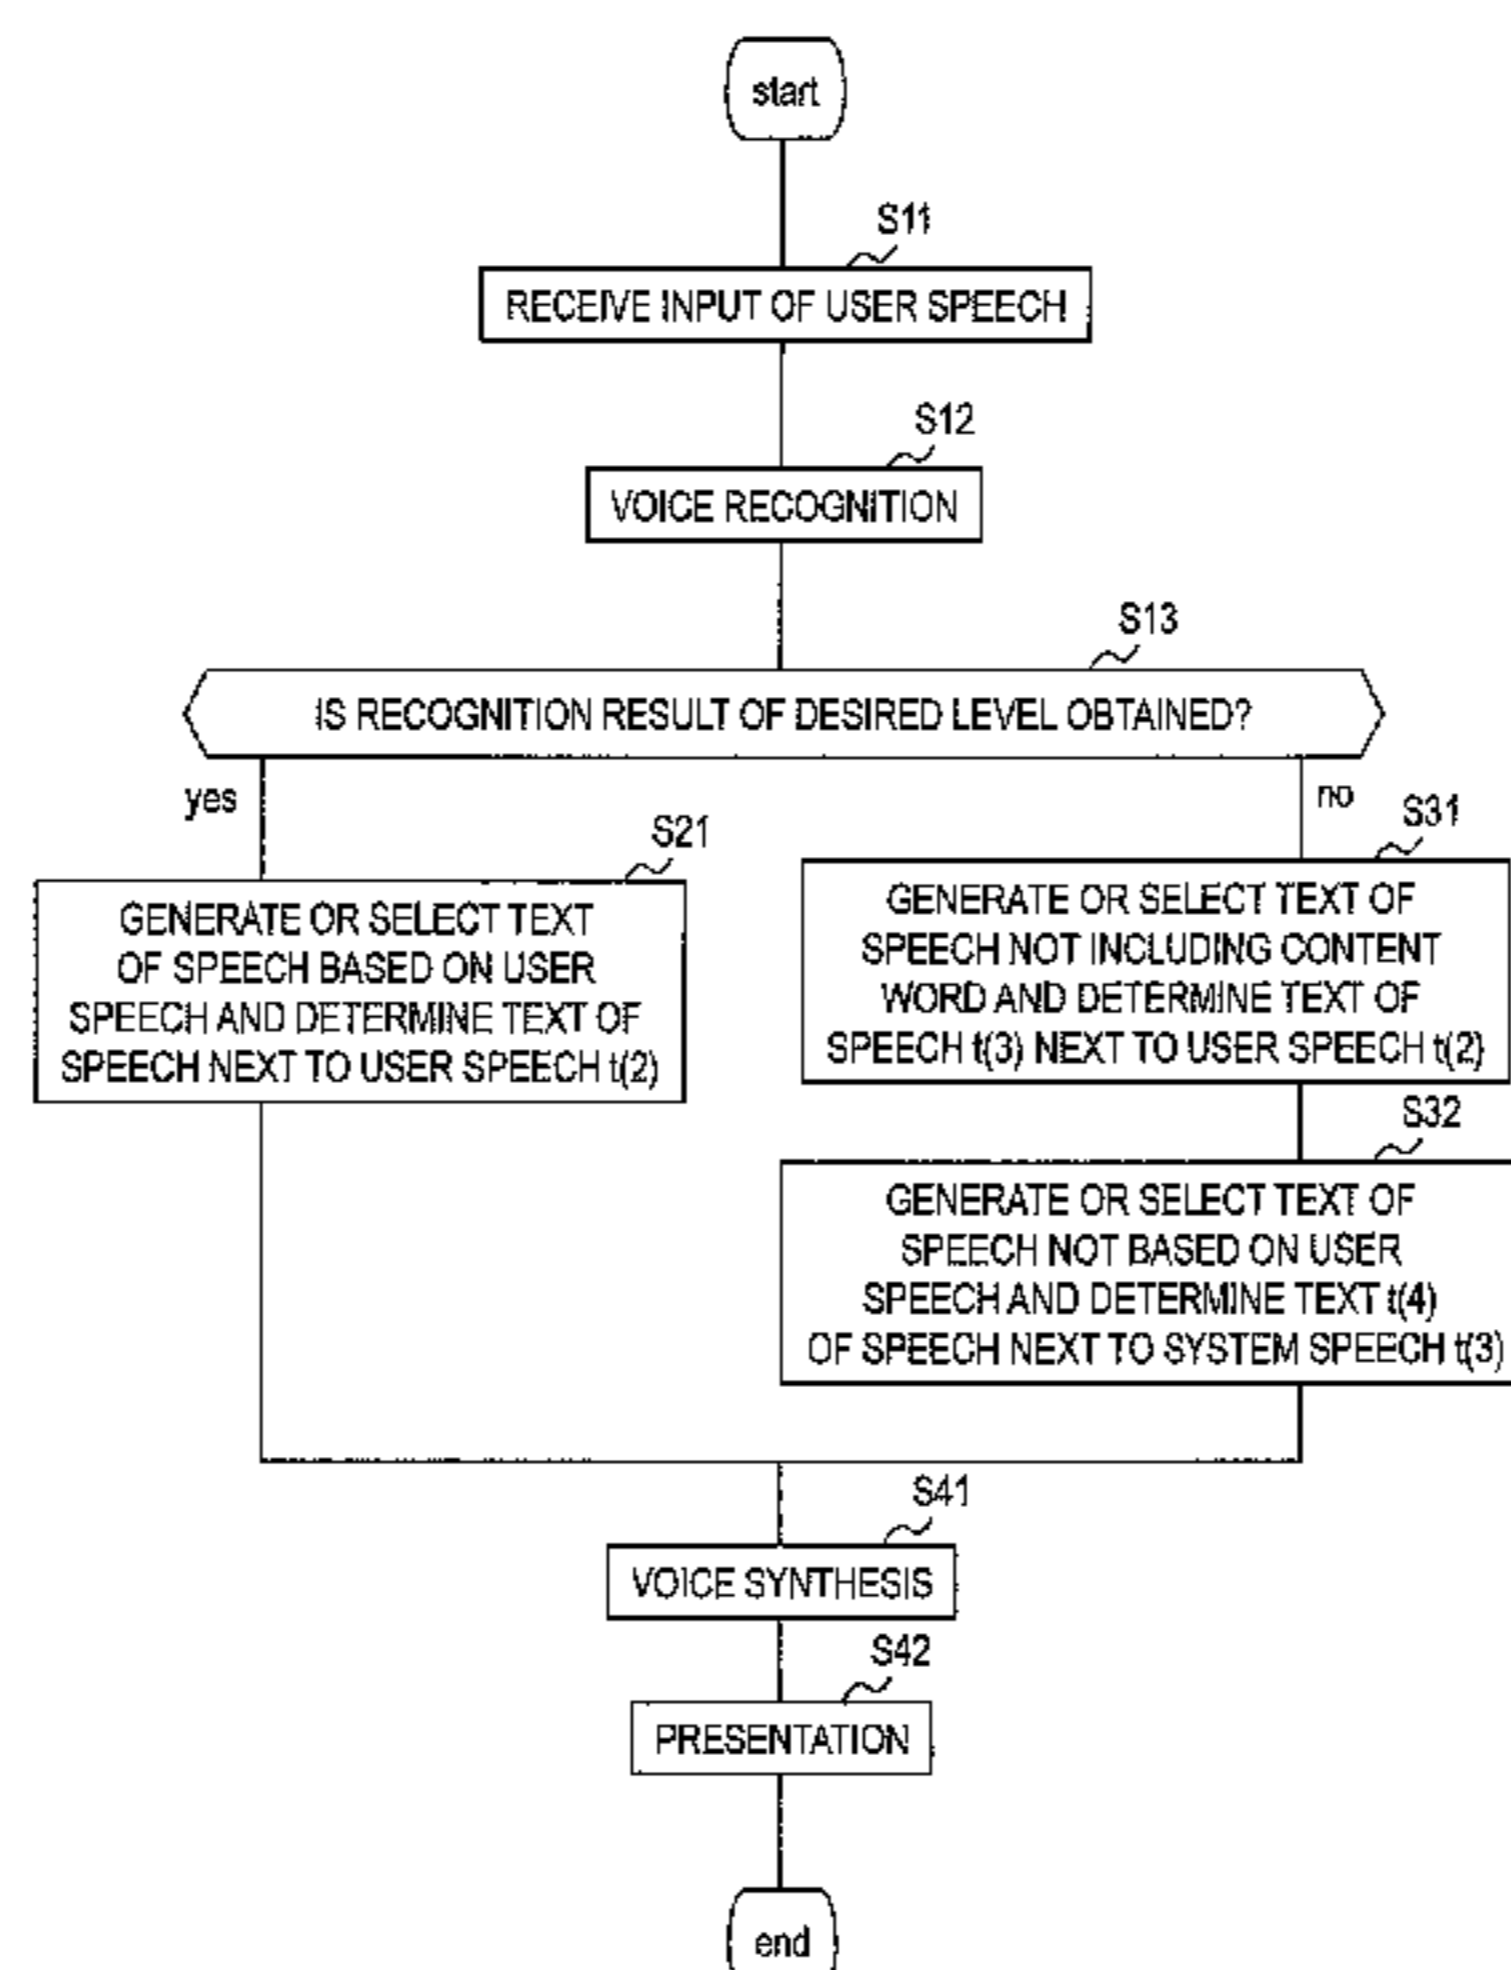 start
S11
RECEIVE INPUT OF USER SPEECH
S12
VOICE RECOGNITION
S13
IS RECOGNITION RESULT OF DESIRED LEVEL OBTAINED?
yes
no
S21
GENERATE OR SELECT TEXT
OF SPEECH BASED ON USER
SPEECH AND DETERMINE TEXT OF
SPEECH NEXT TO USER SPEECH t(2)
S31
GENERATE OR SELECT TEXT OF
SPEECH NOT INCLUDING CONTENT
WORD AND DETERMINE TEXT OF
SPEECH t(3) NEXT TO USER SPEECH t(2)
S32
GENERATE OR SELECT TEXT OF
SPEECH NOT BASED ON USER
SPEECH AND DETERMINE TEXT t(4)
OF SPEECH NEXT TO SYSTEM SPEECH t(3)
S41
VOICE SYNTHESIS
S42
PRESENTATION
end